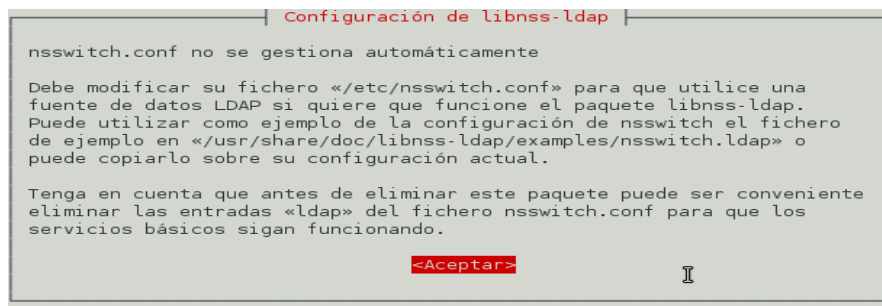 Configuración de libnss-ldap
nsswitch.conf no se gestiona automáticamente
Debe modificar su fichero «/etc/nsswitch.conf» para que utilice una
fuente de datos LDAP si quiere que funcione el paquete libnss-ldap.
Puede utilizar como ejemplo de la configuración de nsswitch el fichero
de ejemplo en «/usr/share/doc/libnss-ldap/examples/nsswitch.ldap» o
puede copiarlo sobre su configuración actual.
Tenga en cuenta que antes de eliminar este paquete puede ser conveniente
eliminar las entradas «ldap» del fichero nsswitch.conf para que los
servicios básicos sigan funcionando.
<Aceptar>